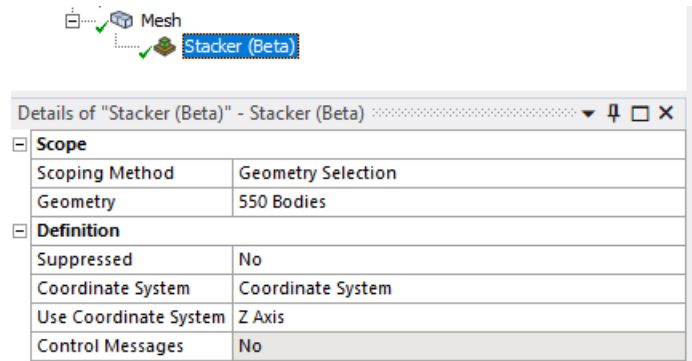 Mesh
Stacker (Beta)
Details of "Stacker (Beta)" - Stacker (Beta)
Scope
Scoping Method Geometry Selection
Geometry 550 Bodies
Definition
Suppressed No
Coordinate System Coordinate System
Use Coordinate System Z Axis
Control Messages No